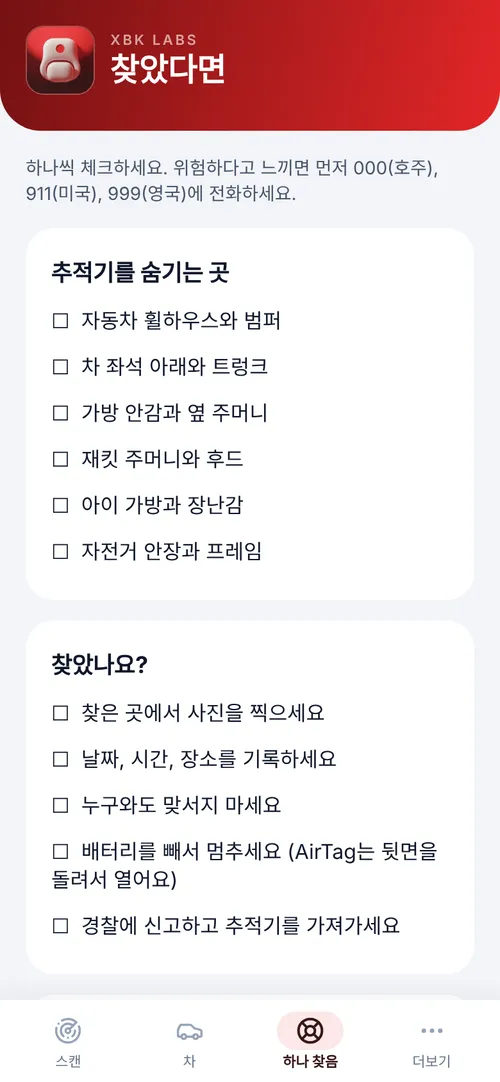 XBK LABS
찾았다면
하나씩 체크하세요. 위험하다고 느끼면 먼저 000(호주),
911(미국), 999(영국)에 전화하세요.
추적기를 숨기는 곳
☐ 자동차 휠하우스와 범퍼
☐ 차 좌석 아래와 트렁크
☐ 가방 안감과 옆 주머니
☐ 재킷 주머니와 후드
☐ 아이 가방과 장난감
☐ 자전거 안장과 프레임
찾았나요?
☐ 찾은 곳에서 사진을 찍으세요
☐ 날짜, 시간, 장소를 기록하세요
☐ 누구와도 맞서지 마세요
☐ 배터리를 빼서 멈추세요 (AirTag는 뒷면을
돌려서 열어요)
☐ 경찰에 신고하고 추적기를 가져가세요
스캔
차
하나 찾음
더보기